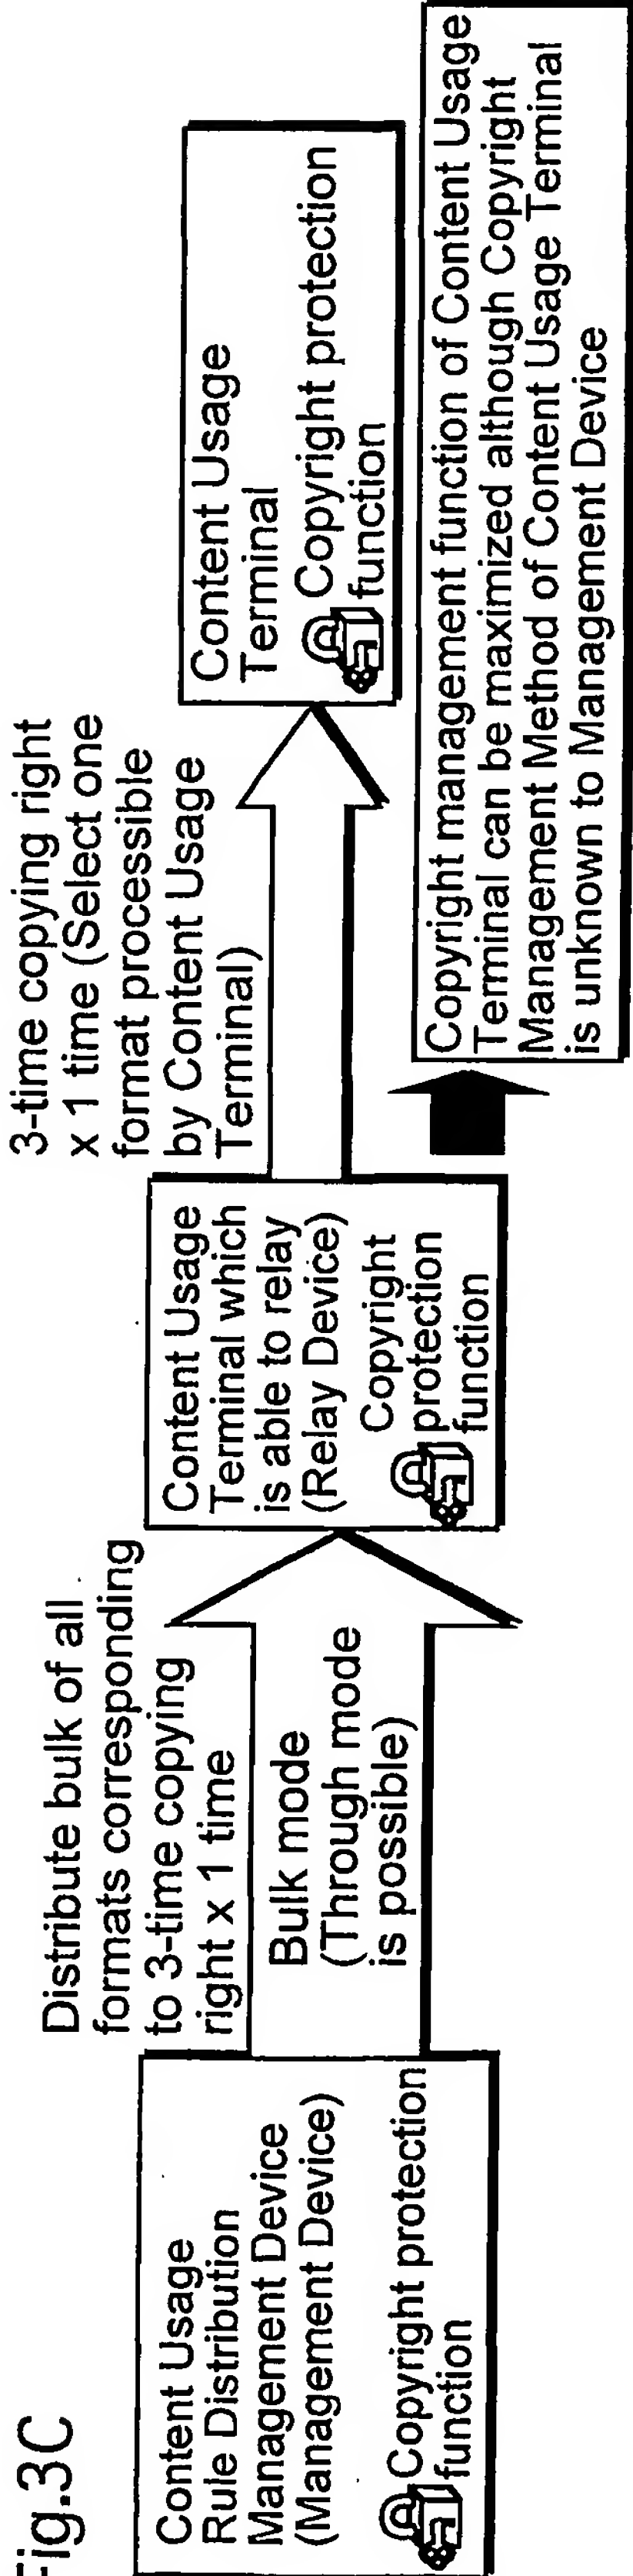 Fig.3C
Content Usage
Rule Distribution
Management Device
(Management Device)
Copyright protection
function
Distribute bulk of all
formats corresponding
to 3-time copying
right x 1 time
Bulk mode
(Through mode
is possible)
Content Usage
Terminal which
is able to relay
(Relay Device)
Copyright
protection
function
3-time copying right
x 1 time (Select one
format processible
by Content Usage
Terminal)
Content Usage
Terminal
Copyright protection
function
Copyright management function of Content Usage
Terminal can be maximized although Copyright
Management Method of Content Usage Terminal
is unknown to Management Device